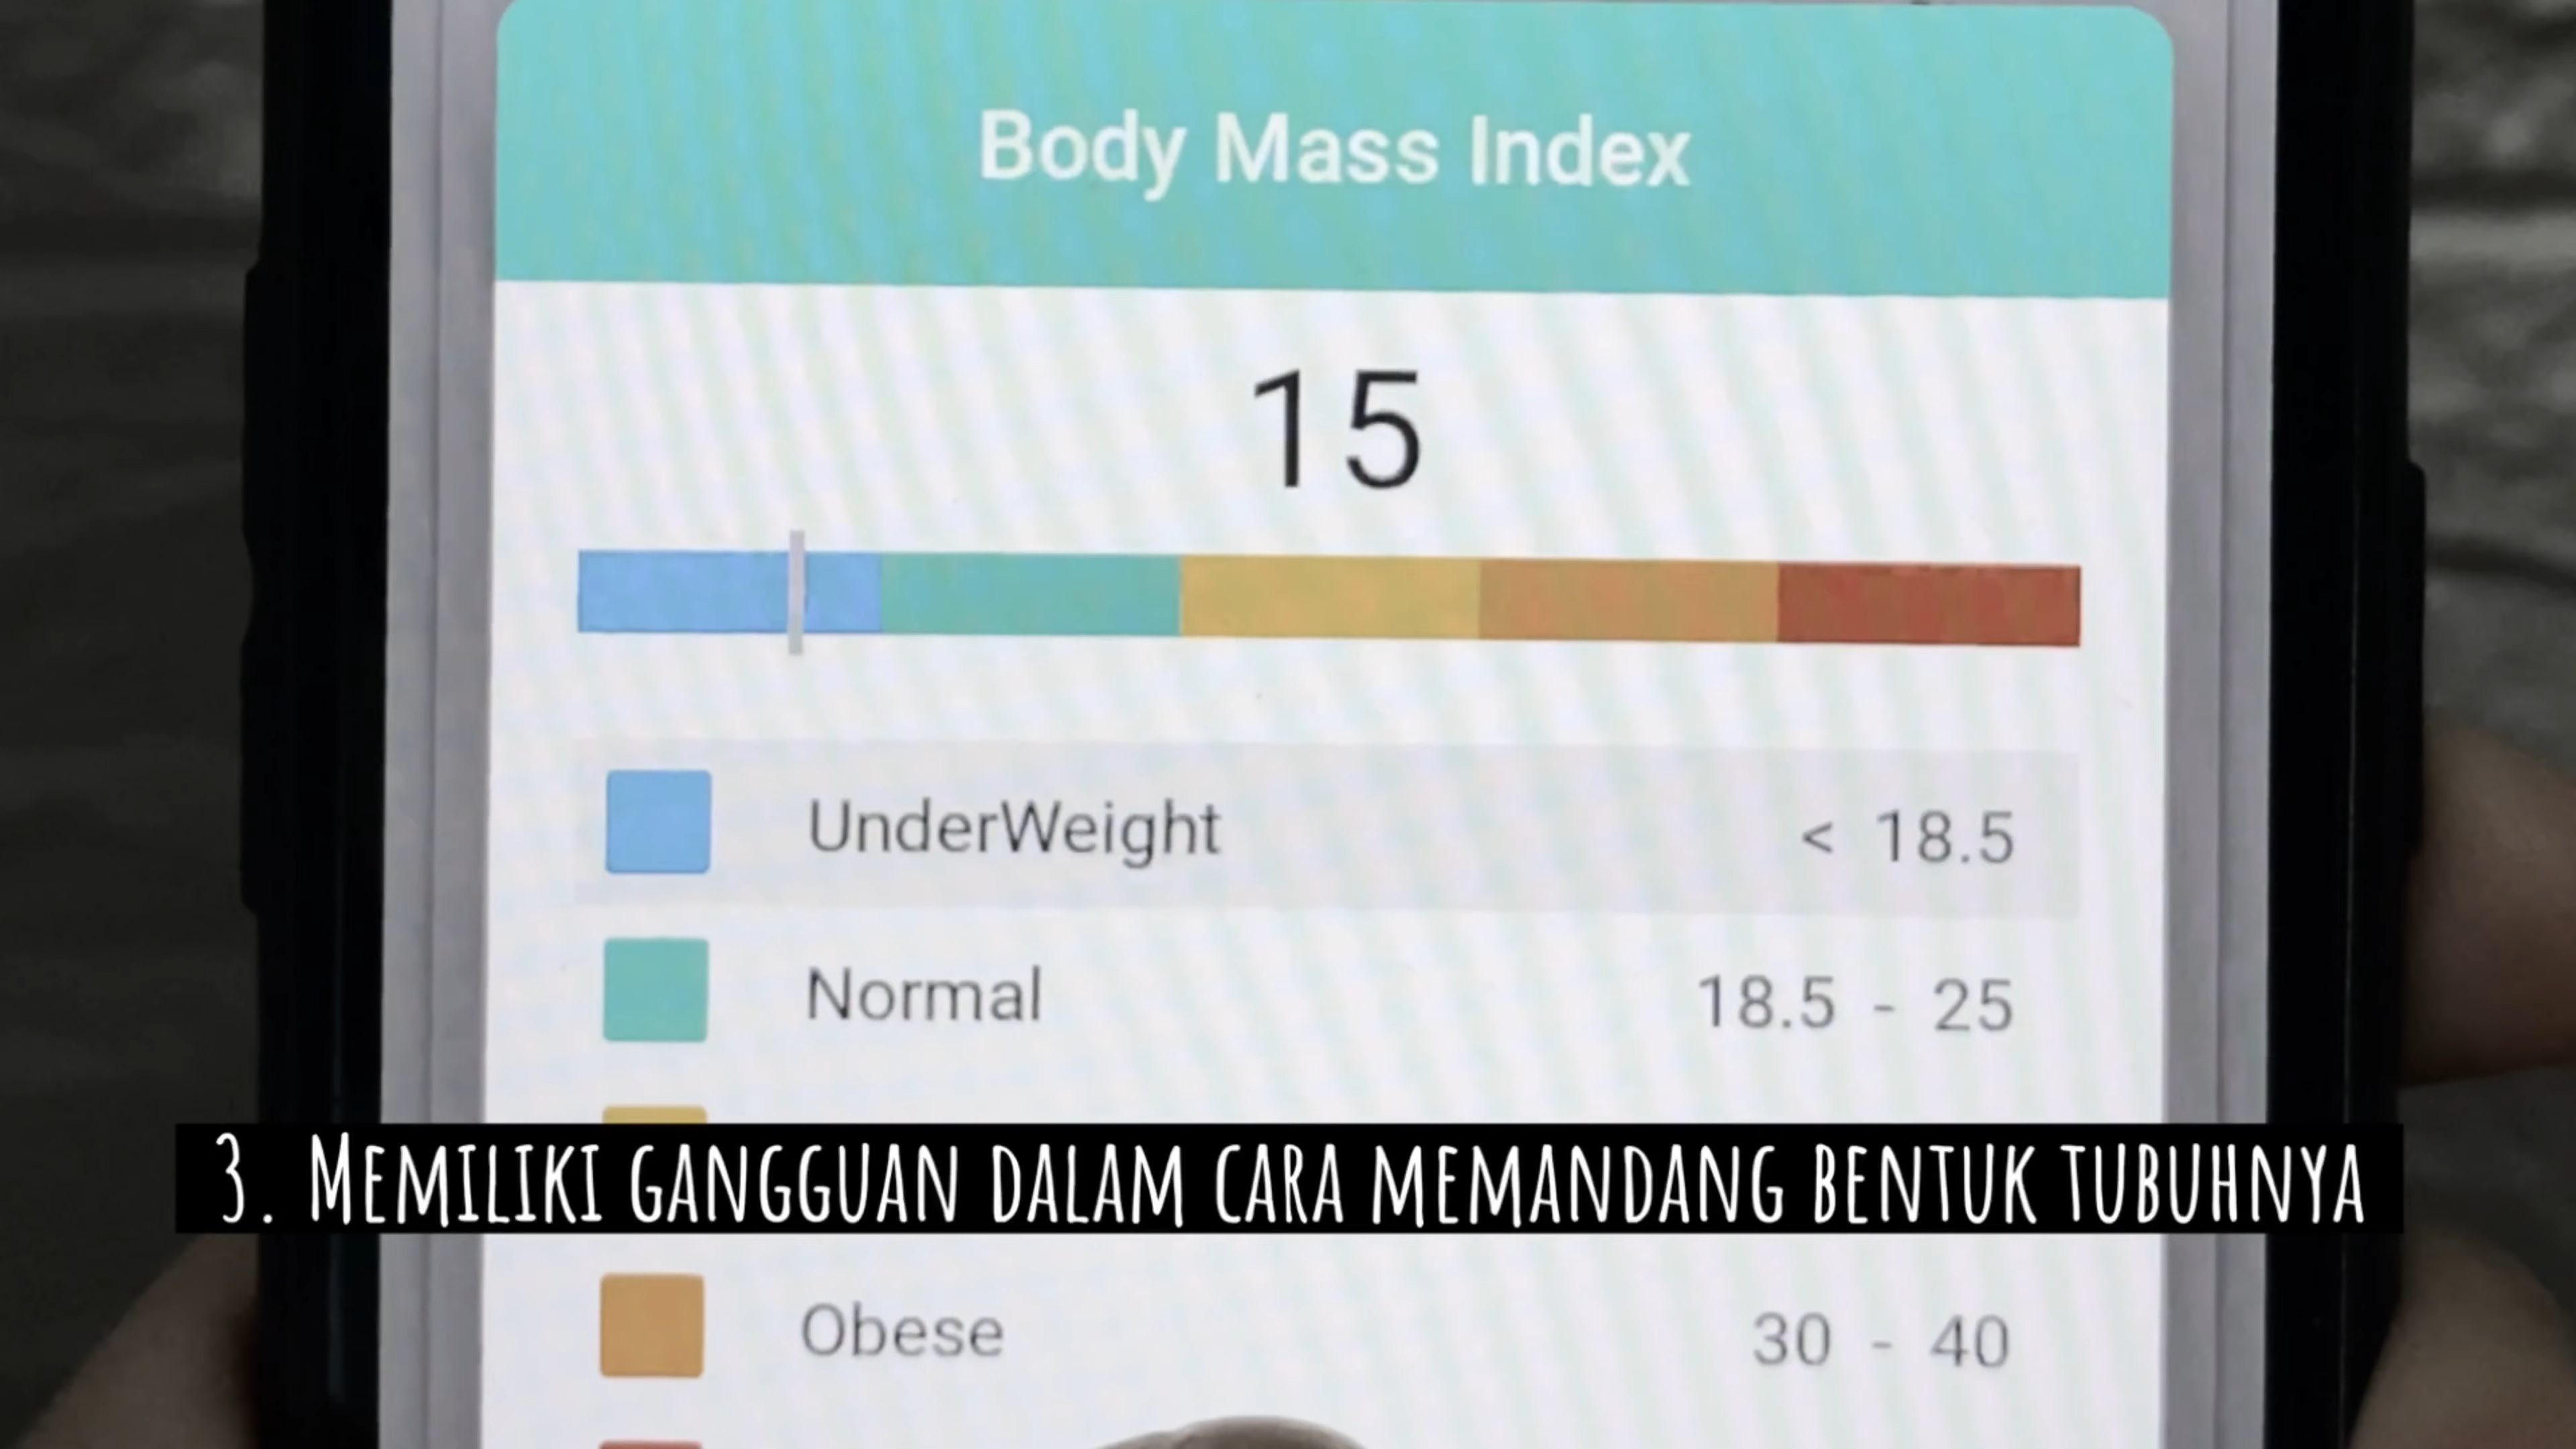 Body Mass Index
15
UnderWeight < 18.5
Normal 18.5 - 25
3. MEMILIKI GANGGUAN DALAM CARA MEMANDANG BENTUK TUBUHNYA
Obese 30 - 40